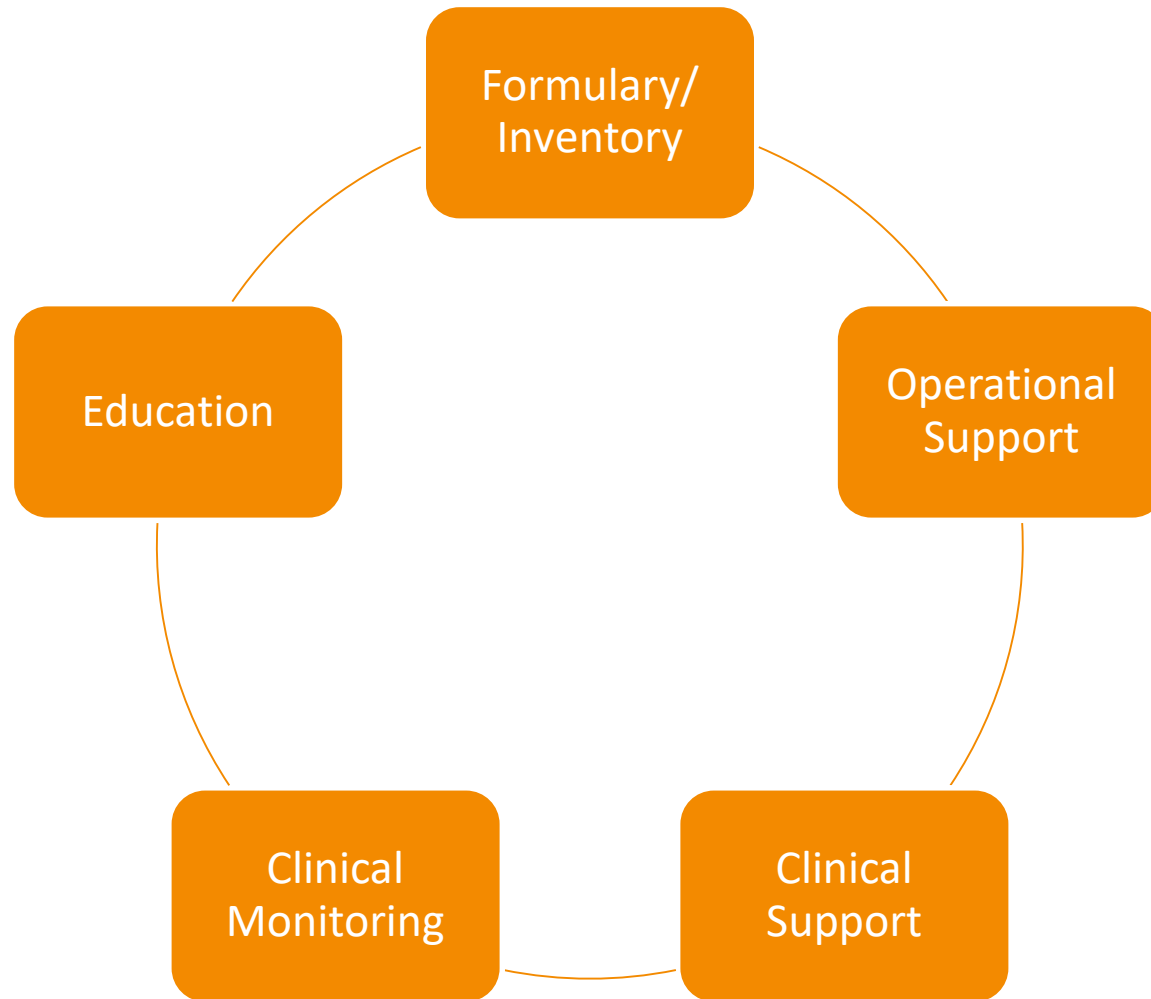 Formulary/
Inventory
Operational
Support
Clinical
Support
Clinical
Monitoring
Education